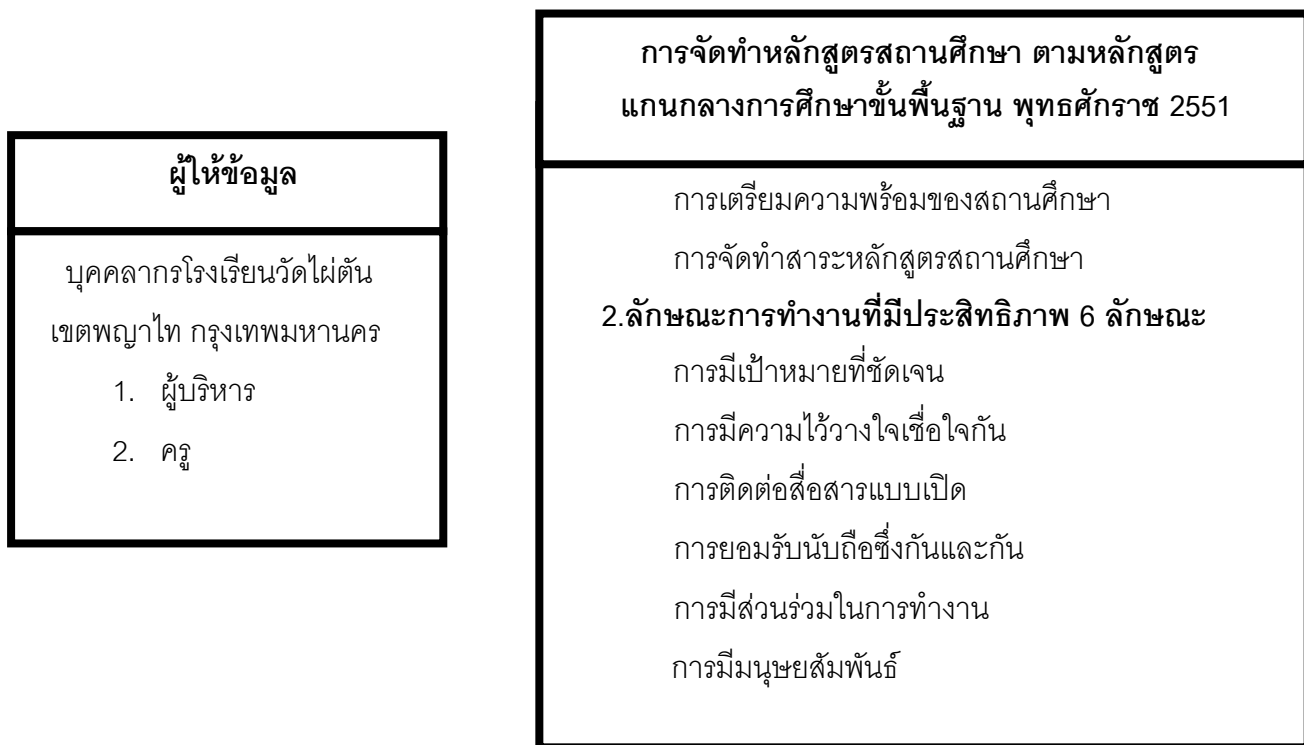 ผู้ให้ข้อมูล
บุคคลากรโรงเรียนวัดไผ่ตัน
เขตพญาไท กรุงเทพมหานคร
1. ผู้บริหาร
2. ครู
การจัดทำหลักสูตรสถานศึกษา ตามหลักสูตร
แกนกลางการศึกษาขั้นพื้นฐาน พุทธศักราช 2551
การเตรียมความพร้อมของสถานศึกษา
การจัดทำสาระหลักสูตรสถานศึกษา
2.ลักษณะการทำงานที่มีประสิทธิภาพ 6 ลักษณะ
การมีเป้าหมายที่ชัดเจน
การมีความไว้วางใจเชื่อใจกัน
การติดต่อสื่อสารแบบเปิด
การยอมรับนับถือซึ่งกันและกัน
การมีส่วนร่วมในการทำงาน
การมีมนุษยสัมพันธ์